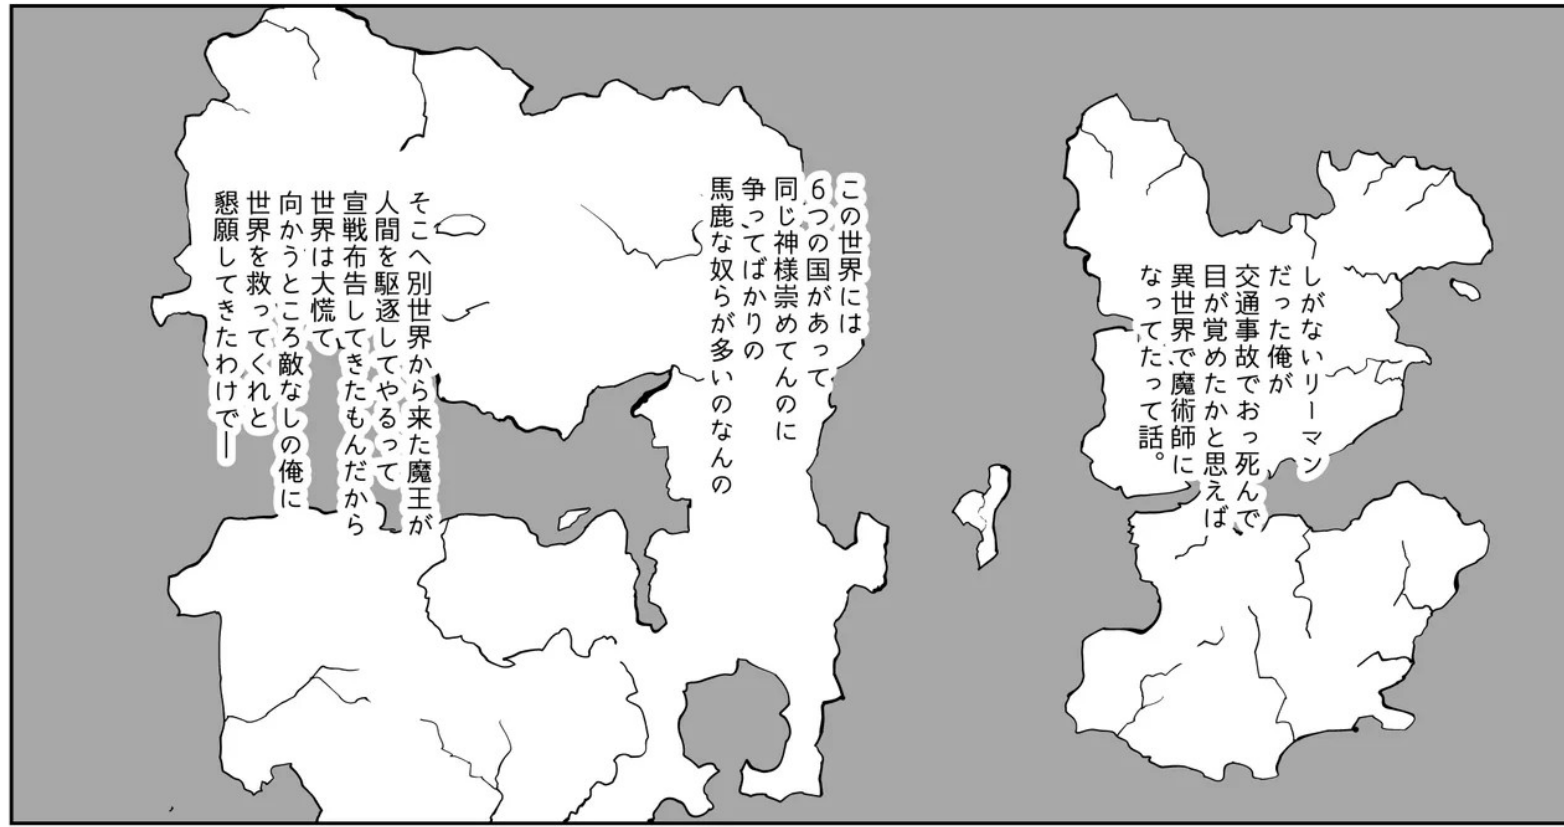 しがないリーマン
だった俺が
交通事故でおっ死んで
目が覚めたかと思えば
異世界で魔術師に
なってたって話。
この世界には
6つの国があって
同じ神様崇めてんのに
争ってばかりの
馬鹿な奴らが多いのなんの
そこへ別世界から来た魔王が
人間を駆逐してやるって
宣戦布告してきたもんだから
世界は大慌て
向かうところ敵なしの俺に
世界を救ってくれと
懇願してきたわけで―